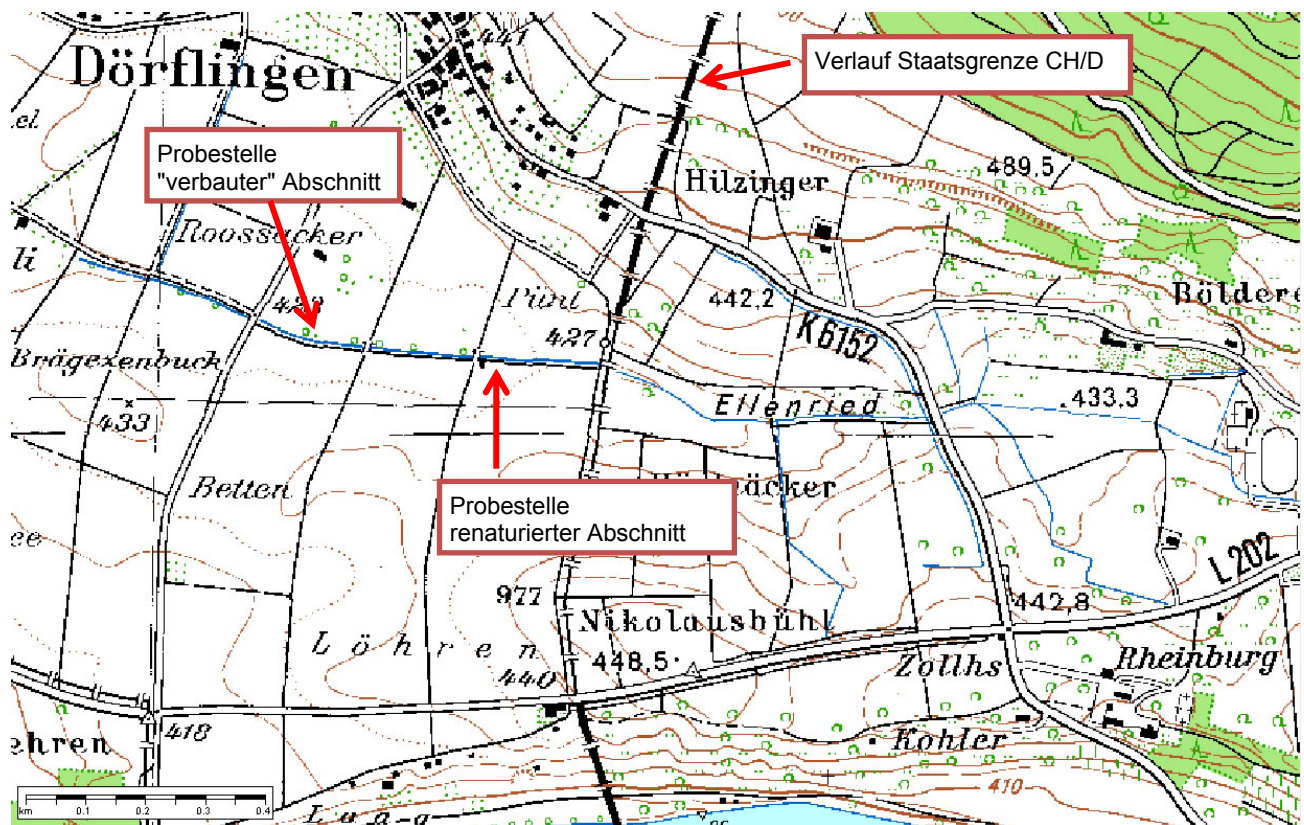 441
Dörflingen
Verlauf Staatsgrenze CH/D
Probestelle
"verbauter" Abschnitt
Hilzinger
489,5
Roossäcker
442,2
K6152
427
Brägexenbuck
433
Ellenried
433,3
Betten
Probestelle
renaturierter Abschnitt
L202
977
Nikolausbühl
442,8
Löhren
448,5
440
Zollhs
Rheinburg
418
Kohler
410
km 0.1 0.2 0.3 0.4